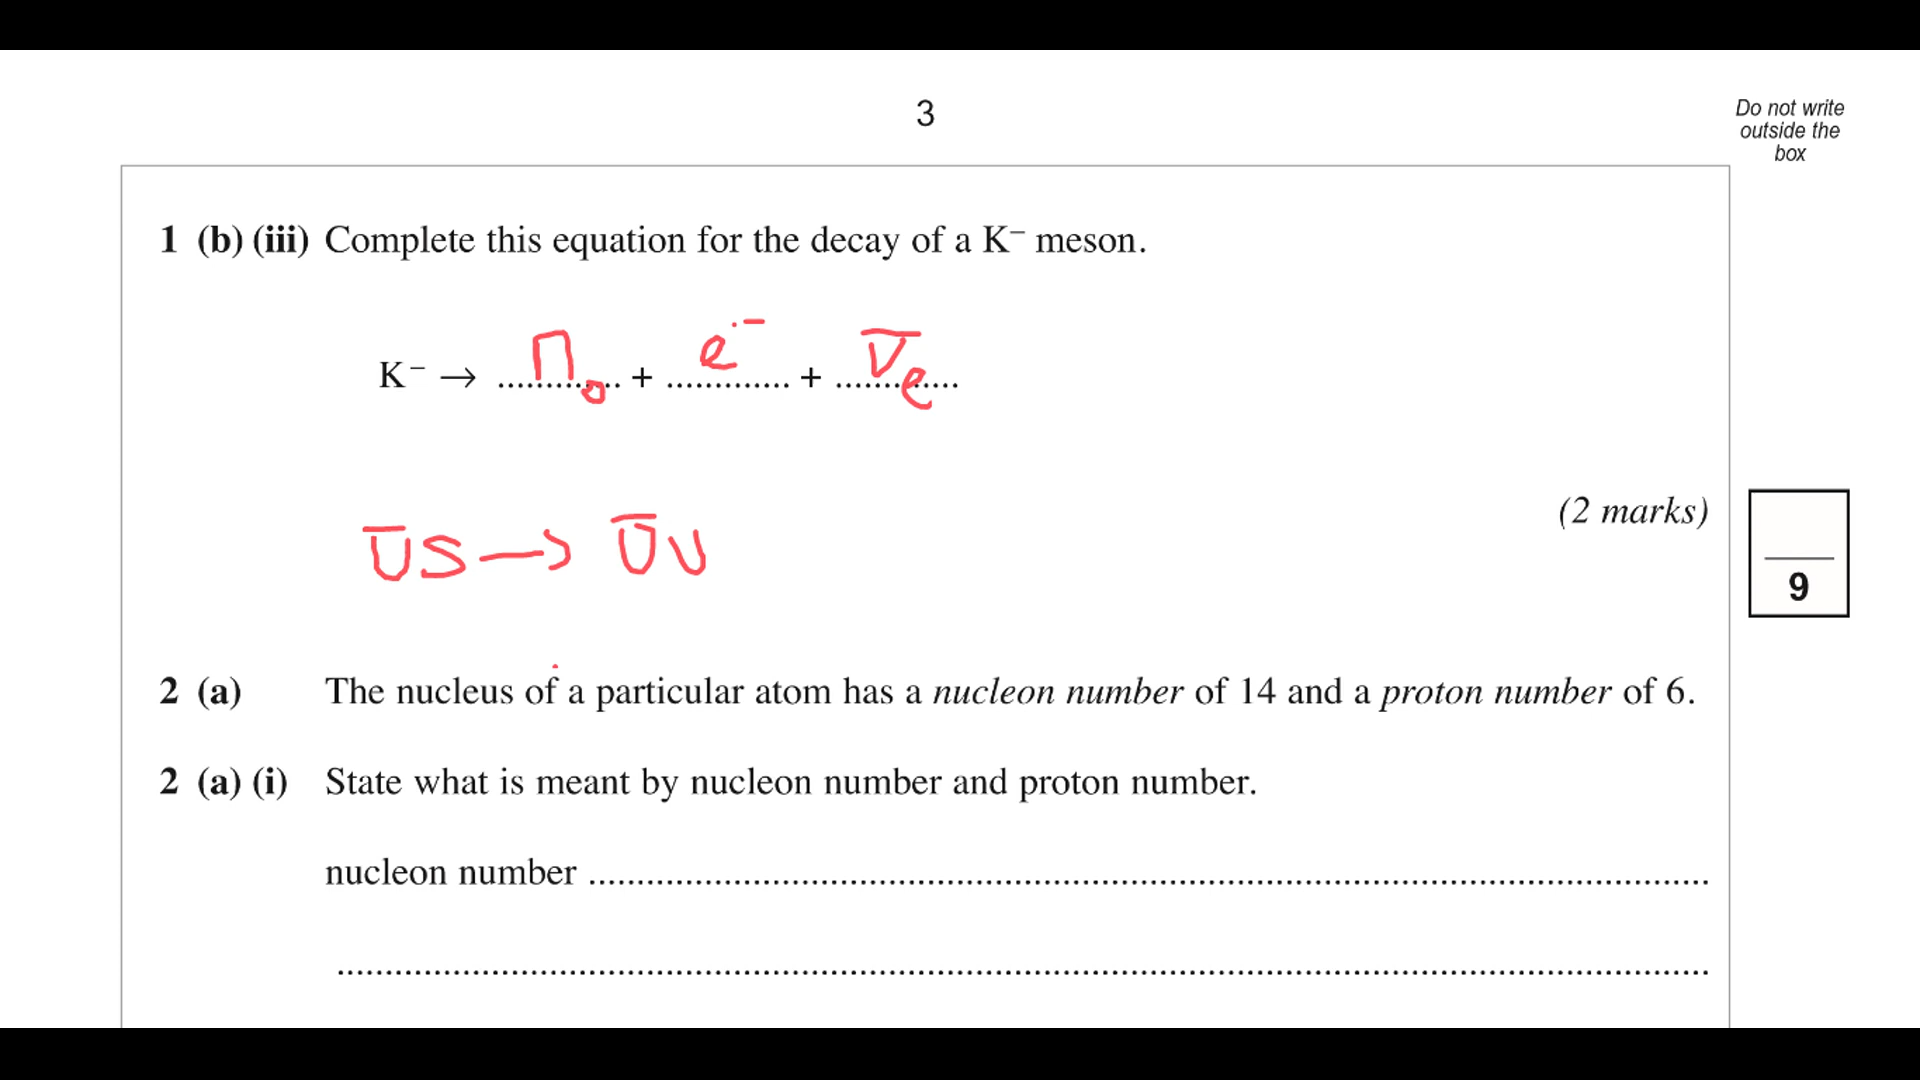 3
Do not write
outside the
box
1 (b) (iii) Complete this equation for the decay of a K⁻ meson.
K⁻ → Π₀ + e⁻ + ν̅ₑ
(2 marks)
U̅S → U̅U
9
2 (a) The nucleus of a particular atom has a nucleon number of 14 and a proton number of 6.
2 (a) (i) State what is meant by nucleon number and proton number.
nucleon number ........................................................................
........................................................................